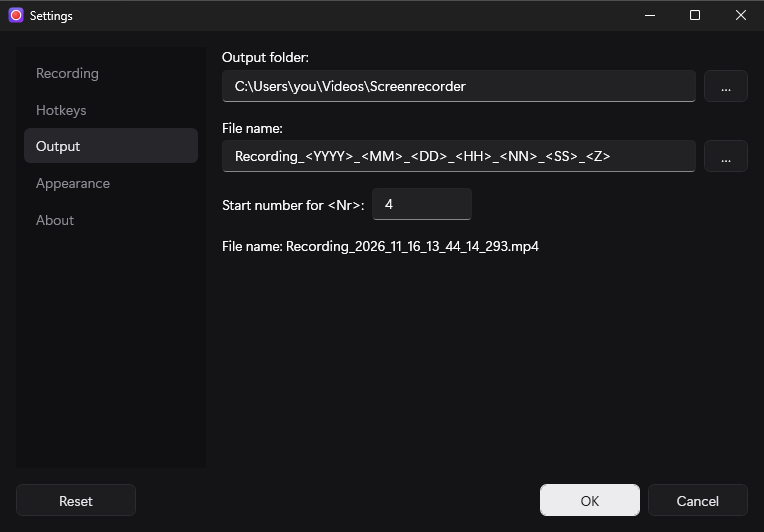 Settings
Recording
Hotkeys
Output
Appearance
About
Output folder:
C:\Users\you\Videos\Screenrecorder
...
File name:
Recording_<YYYY>_<MM>_<DD>_<HH>_<NN>_<SS>_<Z>
...
Start number for <Nr>: 4
File name: Recording_2026_11_16_13_44_14_293.mp4
Reset
OK
Cancel